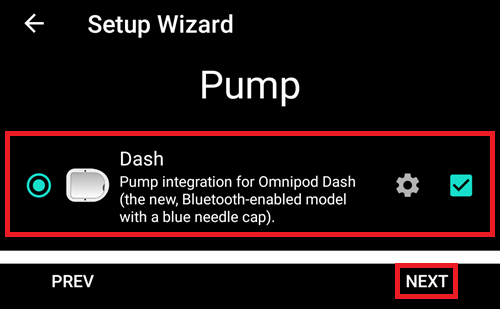 Setup Wizard
Pump
Dash
Pump integration for Omnipod Dash
(the new, Bluetooth-enabled model
with a blue needle cap).
PREV
NEXT